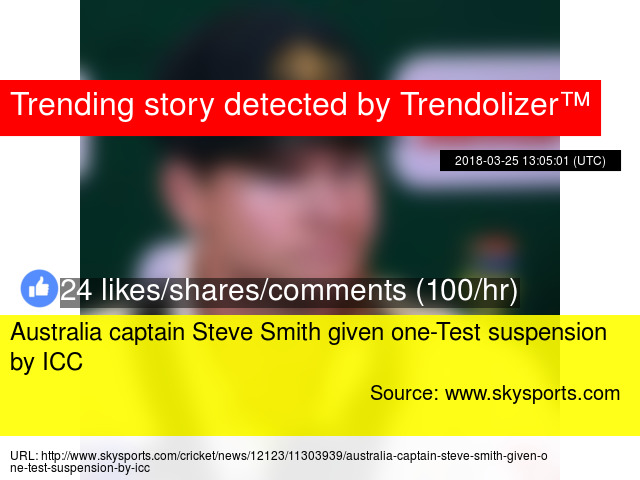 Trending story detected by Trendolizer™
2018-03-25 13:05:01 (UTC)
24 likes/shares/comments (100/hr)
Australia captain Steve Smith given one-Test suspension
by ICC
Source: www.skysports.com
URL: http://www.skysports.com/cricket/news/12123/11303939/australia-captain-steve-smith-given-o
ne-test-suspension-by-icc